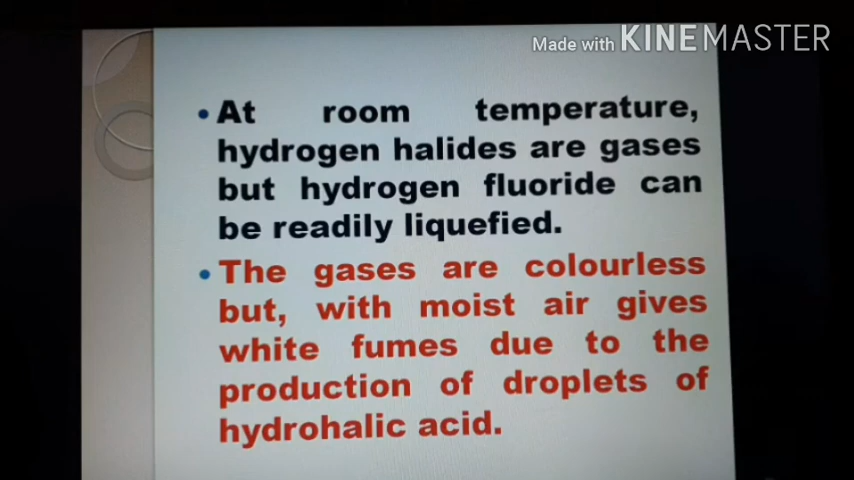 Made with KINEMASTER
• At room temperature,
hydrogen halides are gases
but hydrogen fluoride can
be readily liquefied.
• The gases are colourless
but, with moist air gives
white fumes due to the
production of droplets of
hydrohalic acid.